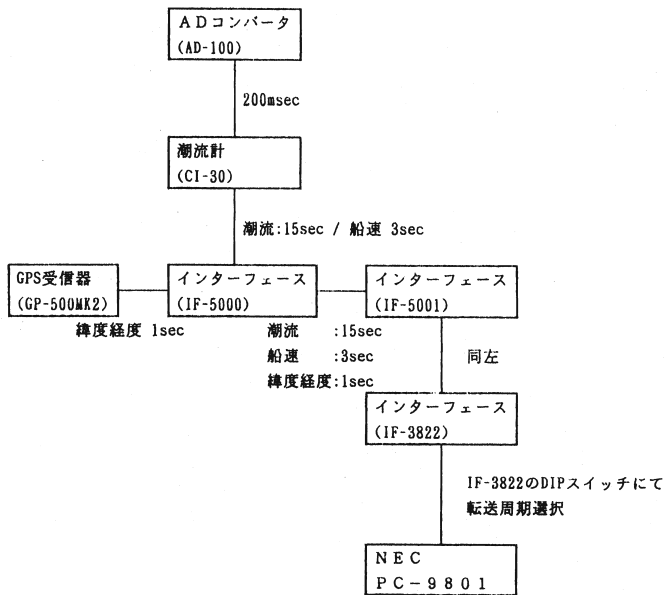 ADコンバータ
(AD-100)
200msec
潮流計
(CI-30)
潮流:15sec / 船速 3sec
GPS受信器
(GP-500MK2)
インターフェース
(IF-5000)
インターフェース
(IF-5001)
緯度経度 1sec
潮流 :15sec
船速 :3sec
緯度経度:1sec
同左
インターフェース
(IF-3822)
IF-3822のDIPスイッチにて
転送周期選択
NEC
PC-9801